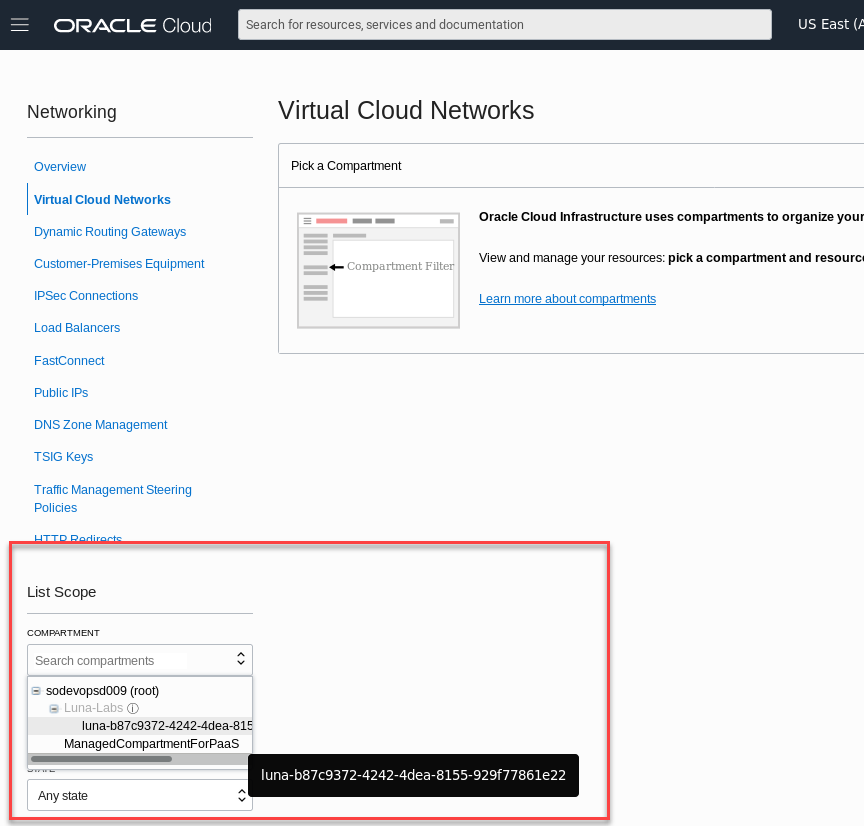 ORACLE Cloud
Search for resources, services and documentation
US East (A
Networking
Overview
Virtual Cloud Networks
Dynamic Routing Gateways
Customer-Premises Equipment
IPSec Connections
Load Balancers
FastConnect
Public IPs
DNS Zone Management
TSIG Keys
Traffic Management Steering
Policies
HTTP Redirects
List Scope
COMPARTMENT
Search compartments
sodevopsd009 (root)
Luna-Labs
luna-b87c9372-4242-4dea-815
ManagedCompartmentForPaaS
STATE
Any state
luna-b87c9372-4242-4dea-8155-929f77861e22
Virtual Cloud Networks
Pick a Compartment
Compartment Filter
Oracle Cloud Infrastructure uses compartments to organize your
View and manage your resources: pick a compartment and resourc
Learn more about compartments